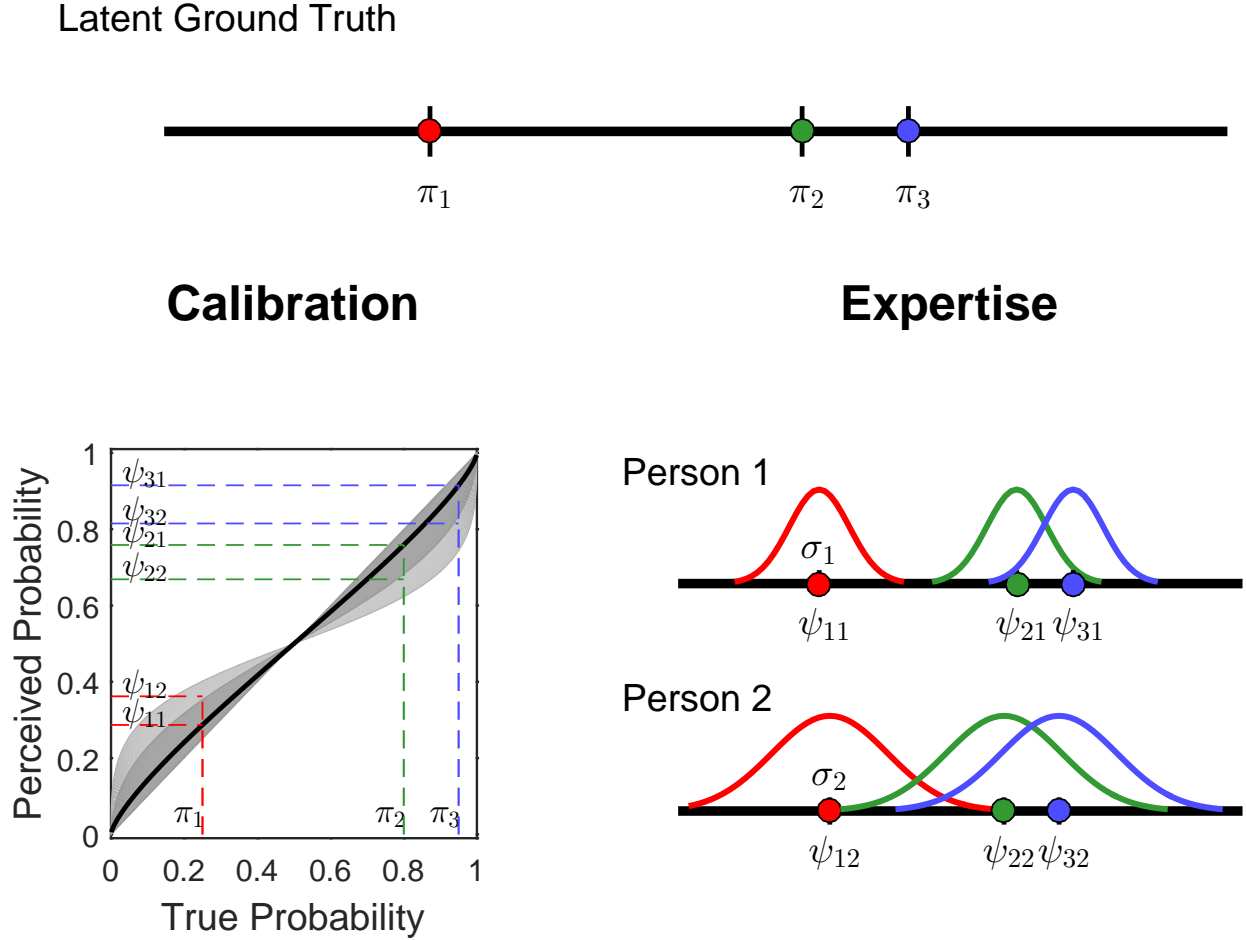 Latent Ground Truth
π₁ π₂ π₃
Calibration
Expertise
Perceived Probability
1
0.8
0.6
0.4
0.2
0
ψ₃₁
ψ₃₂
ψ₂₁
ψ₂₂
ψ₁₂
ψ₁₁
π₁ π₂ π₃
0 0.2 0.4 0.6 0.8 1
True Probability
Person 1
σ₁
ψ₁₁ ψ₂₁ ψ₃₁
Person 2
σ₂
ψ₁₂ ψ₂₂ ψ₃₂